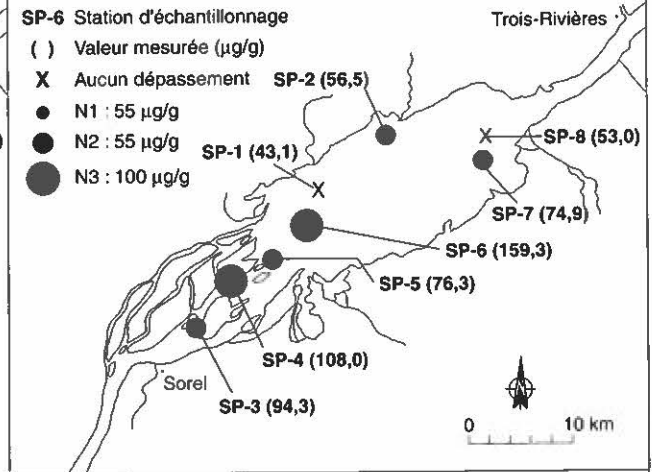 SP-6 Station d'échantillonnage
( ) Valeur mesurée (µg/g)
X Aucun dépassement
N1 : 55 µg/g
N2 : 55 µg/g
N3 : 100 µg/g
Trois-Rivières
SP-2 (56,5)
SP-1 (43,1)
X
X SP-8 (53,0)
SP-7 (74,9)
SP-6 (159,3)
SP-5 (76,3)
SP-4 (108,0)
Sorel
SP-3 (94,3)
0 10 km